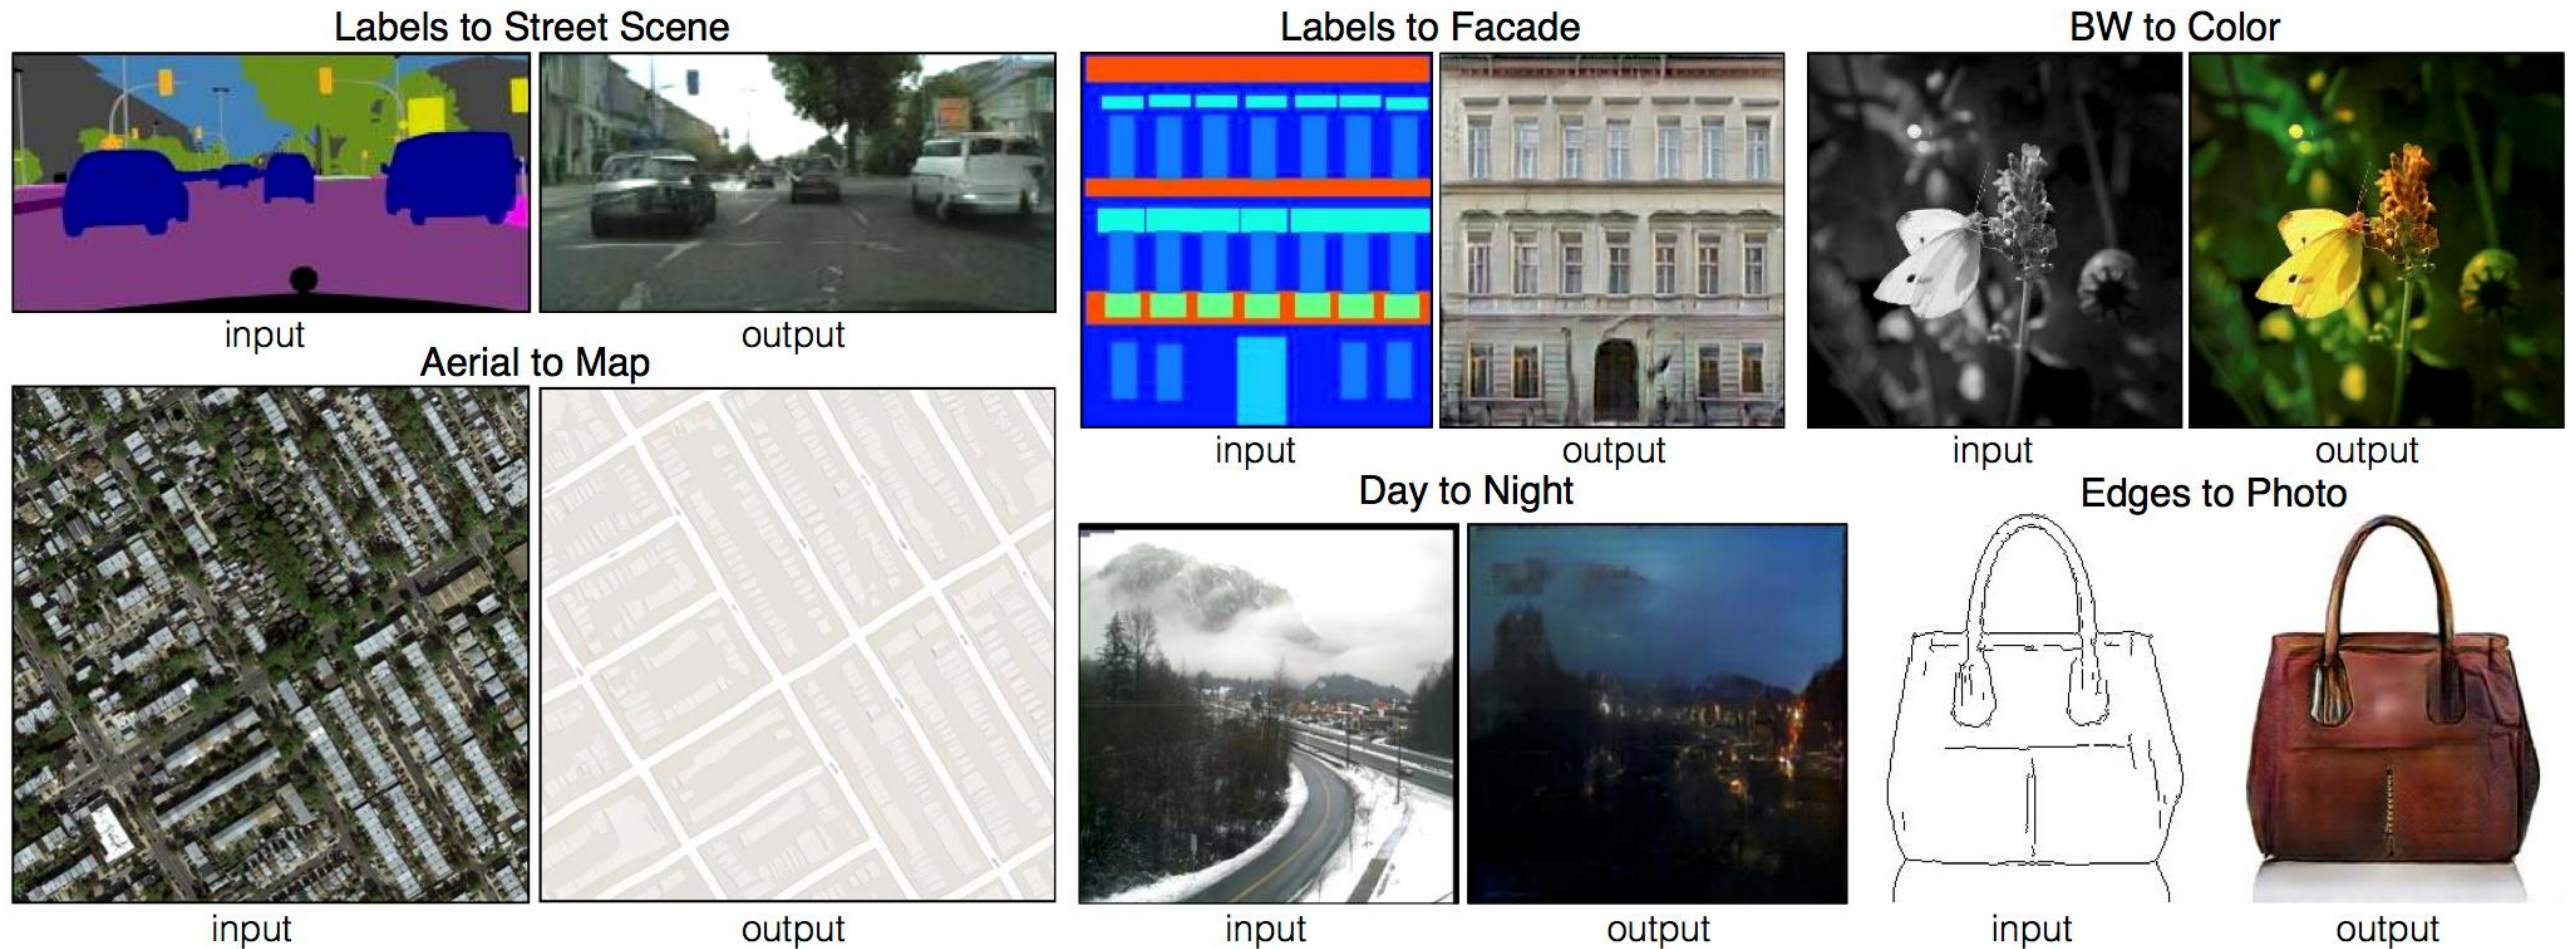 Labels to Street Scene
input
output
Aerial to Map
input
output
Labels to Facade
input
output
BW to Color
input
output
Day to Night
input
output
Edges to Photo
input
output